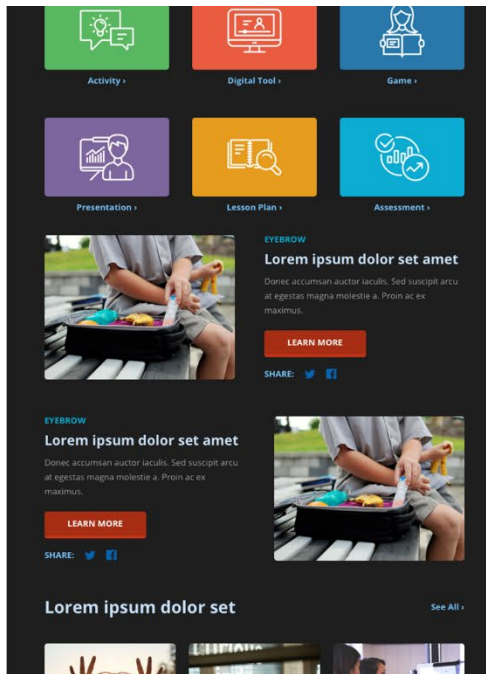 Activity ›
Digital Tool ›
Game ›
Presentation ›
Lesson Plan ›
Assessment ›
EYEBROW
Lorem ipsum dolor set amet
Donec accumsan auctor iaculis. Sed suscipit arcu
at egestas magna molestie a. Proin ac ex
maximus.
LEARN MORE
SHARE:
EYEBROW
Lorem ipsum dolor set amet
Donec accumsan auctor iaculis. Sed suscipit arcu
at egestas magna molestie a. Proin ac ex
maximus.
LEARN MORE
SHARE:
Lorem ipsum dolor set
See All ›